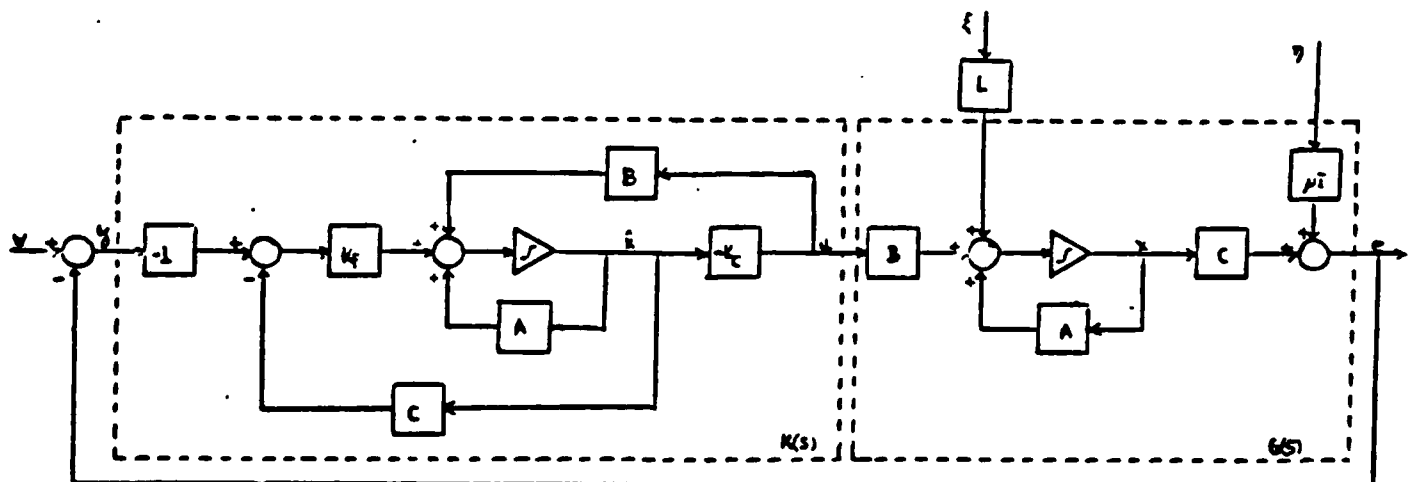 ξ
η
L
μI
B
-1
K_f
∫
x̂
-K_c
u
B
∫
x
C
A
A
C
K(s)
G(s)
+
-
+
-
+
+
+
+
+
+
+